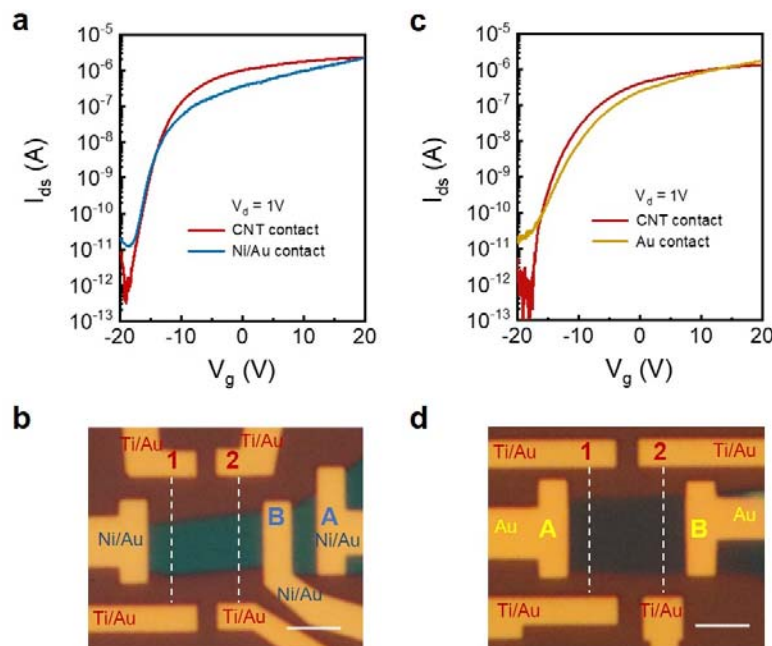 a
10⁻⁵
10⁻⁶
10⁻⁷
10⁻⁸
10⁻⁹
10⁻¹⁰
10⁻¹¹
10⁻¹²
10⁻¹³
I_ds (A)
V_d = 1V
CNT contact
Ni/Au contact
-20 -10 0 10 20
V_g (V)
c
10⁻⁵
10⁻⁶
10⁻⁷
10⁻⁸
10⁻⁹
10⁻¹⁰
10⁻¹¹
10⁻¹²
10⁻¹³
I_ds (A)
V_d = 1V
CNT contact
Au contact
-20 -10 0 10 20
V_g (V)
b
Ti/Au Ti/Au
1 2
Ni/Au B A Ni/Au
Ni/Au
Ti/Au Ti/Au
d
Ti/Au 1 2 Ti/Au
Au A B Au
Ti/Au Ti/Au